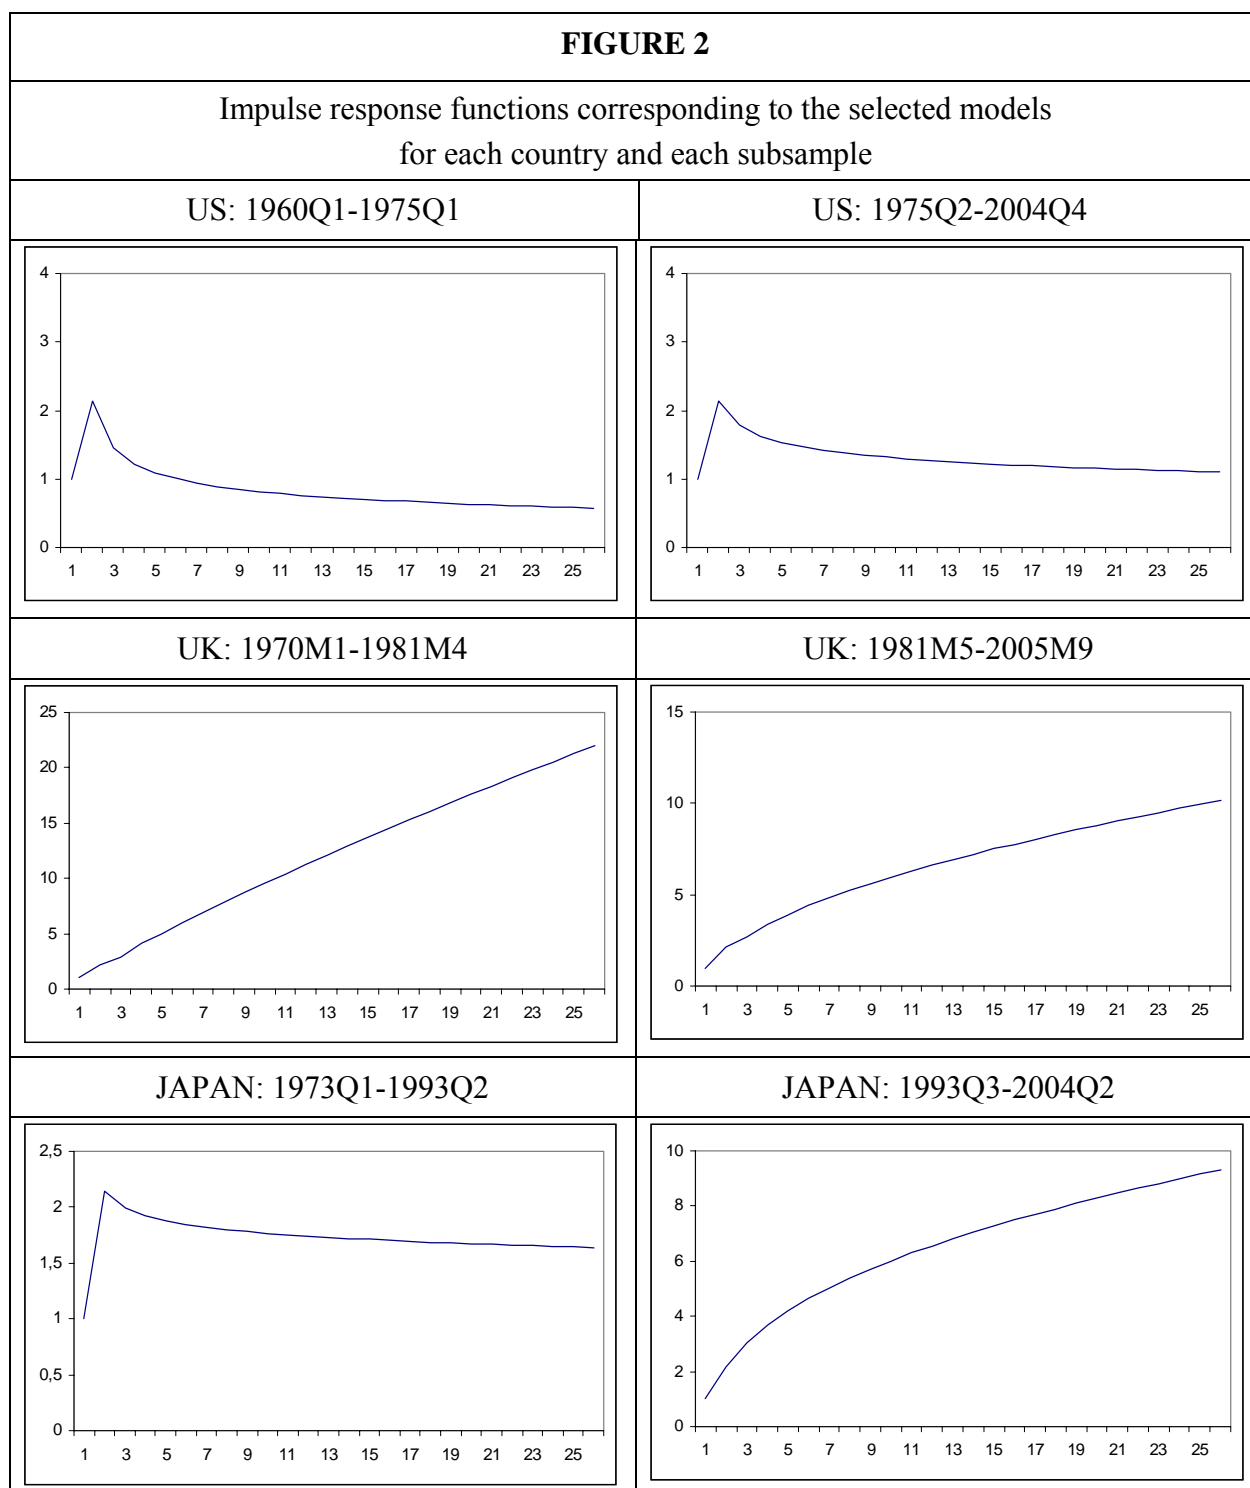 FIGURE 2
Impulse response functions corresponding to the selected models
for each country and each subsample
US: 1960Q1-1975Q1
US: 1975Q2-2004Q4
4
3
2
1
0
1 3 5 7 9 11 13 15 17 19 21 23 25
4
3
2
1
0
1 3 5 7 9 11 13 15 17 19 21 23 25
UK: 1970M1-1981M4
UK: 1981M5-2005M9
25
20
15
10
5
0
1 3 5 7 9 11 13 15 17 19 21 23 25
15
10
5
0
1 3 5 7 9 11 13 15 17 19 21 23 25
JAPAN: 1973Q1-1993Q2
JAPAN: 1993Q3-2004Q2
2,5
2
1,5
1
0,5
0
1 3 5 7 9 11 13 15 17 19 21 23 25
10
8
6
4
2
0
1 3 5 7 9 11 13 15 17 19 21 23 25